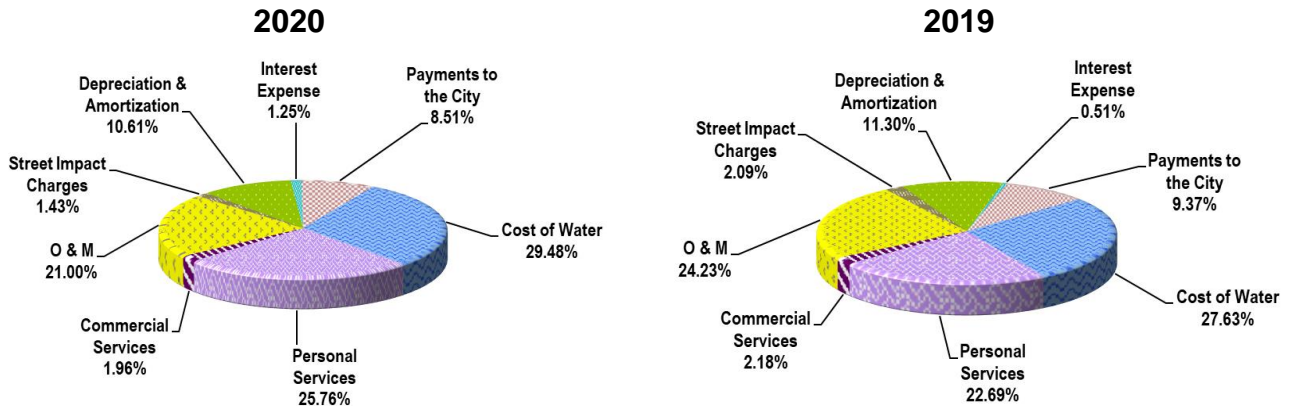 2020
Interest
Expense
1.25%
Payments to
the City
8.51%
Depreciation &
Amortization
10.61%
Street Impact
Charges
1.43%
Cost of Water
29.48%
O & M
21.00%
Commercial
Services
1.96%
Personal
Services
25.76%
2019
Interest
Expense
0.51%
Depreciation &
Amortization
11.30%
Street Impact
Charges
2.09%
Payments to
the City
9.37%
O & M
24.23%
Cost of Water
27.63%
Commercial
Services
2.18%
Personal
Services
22.69%